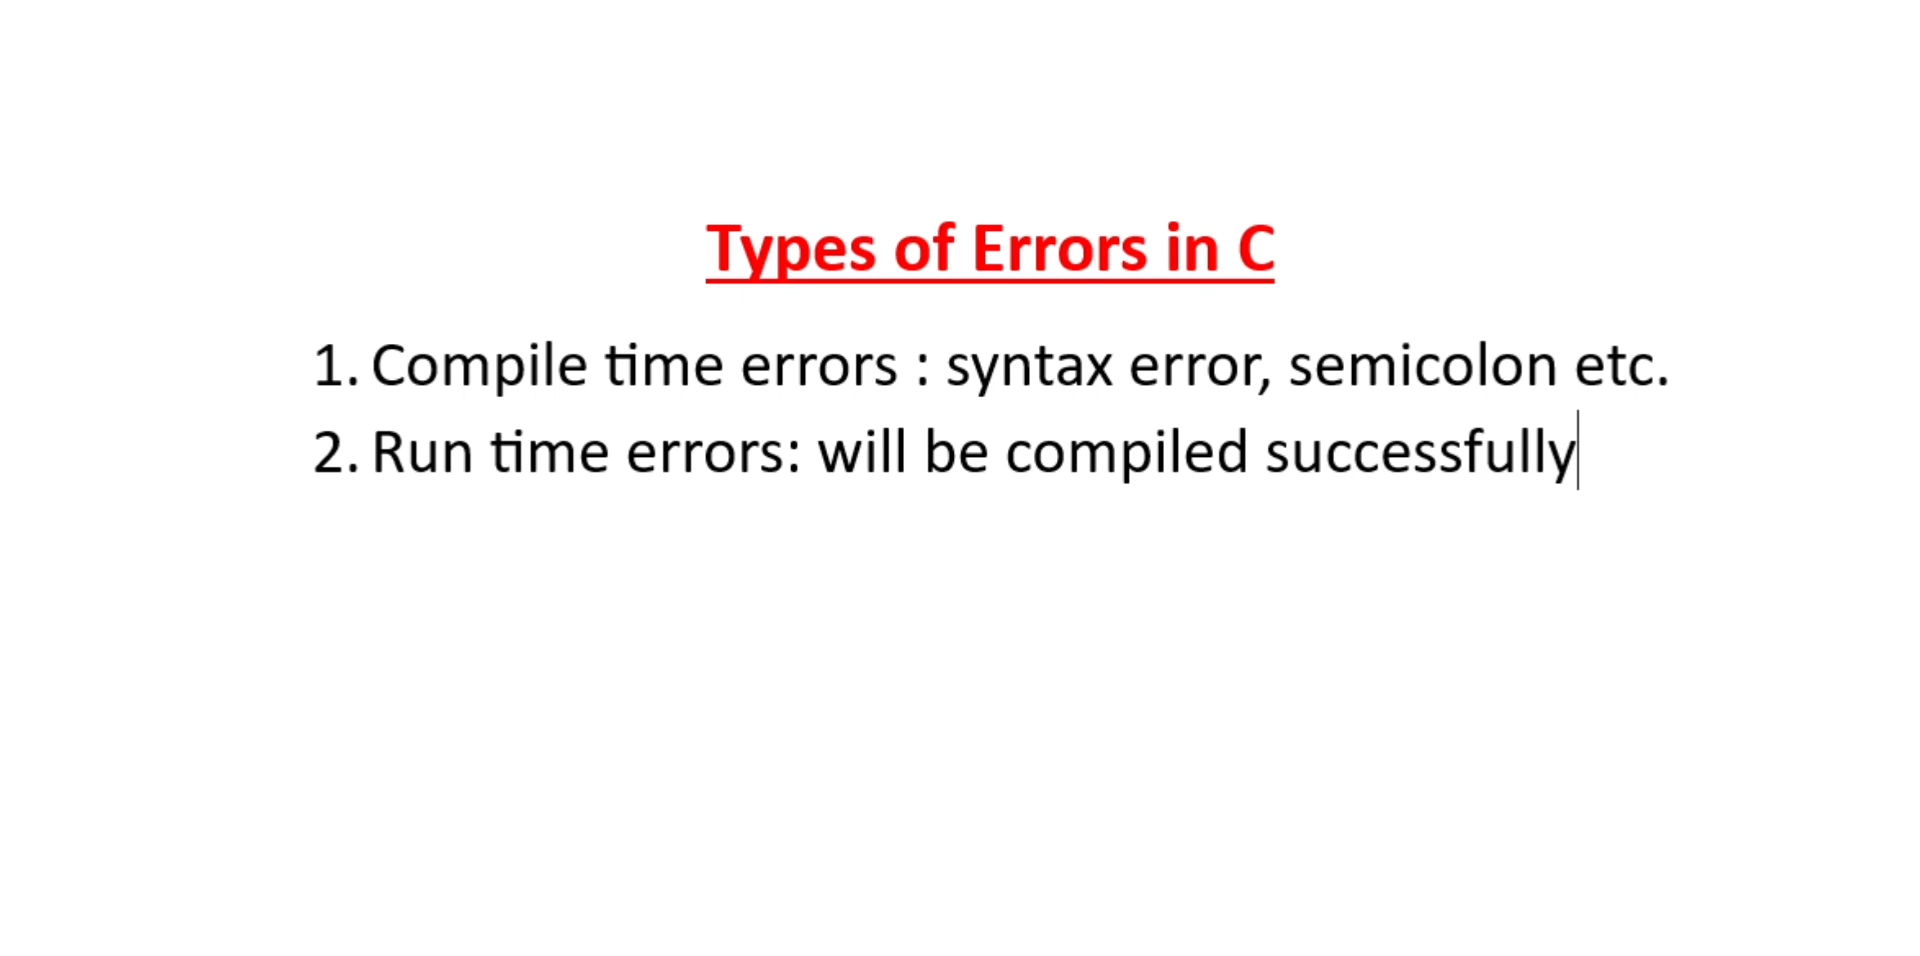 Types of Errors in C
1. Compile time errors : syntax error, semicolon etc.
2. Run time errors: will be compiled successfully